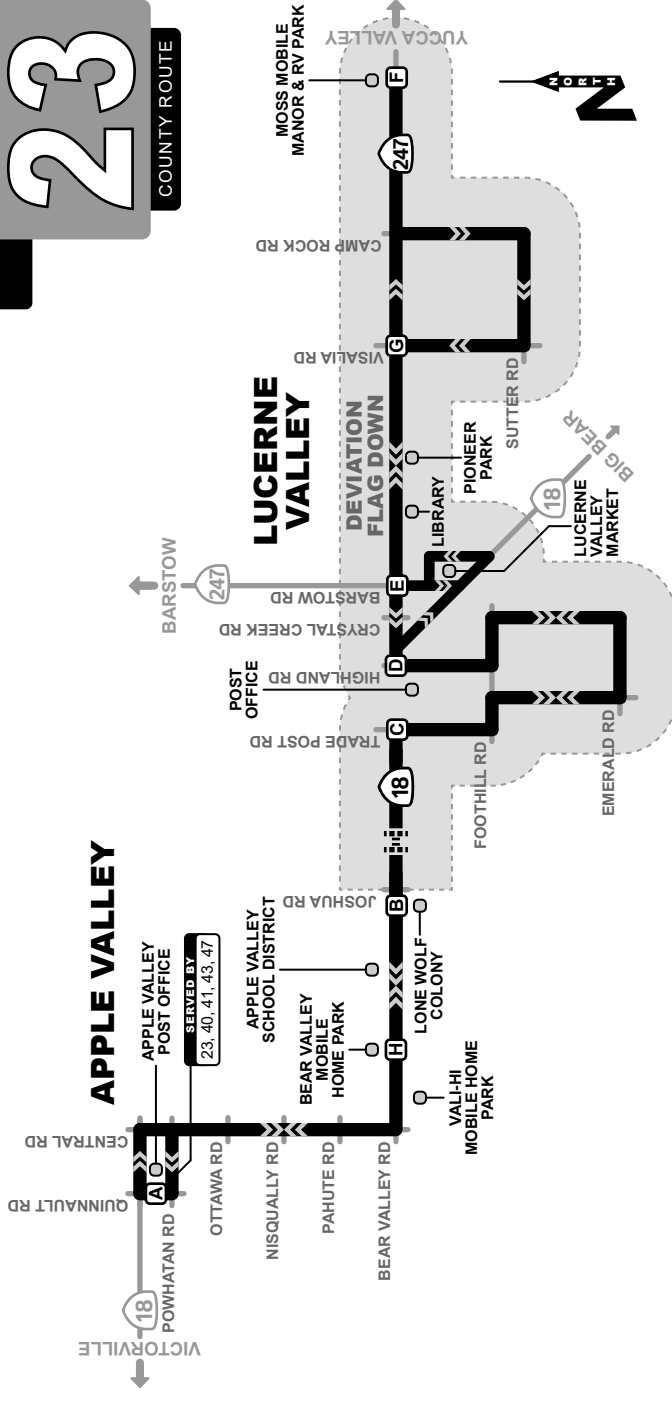 23
COUNTY ROUTE
APPLE VALLEY
LUCERNE
VALLEY
DEVIATION
FLAG DOWN
NORTH
N
VICTORVILLE
18
QUINNAULT RD
CENTRAL RD
POWHATAN RD
A
APPLE VALLEY
POST OFFICE
SERVED BY
23, 40, 41, 43, 47
OTTAWA RD
NISQUALLY RD
PAHUTE RD
BEAR VALLEY RD
VALI-HI
MOBILE HOME
PARK
BEAR VALLEY
MOBILE
HOME PARK
H
APPLE VALLEY
SCHOOL DISTRICT
LONE WOLF
COLONY
JOSHUA RD
B
18
TRADE POST RD
C
FOOTHILL RD
EMERALD RD
POST
OFFICE
HIGHLAND RD
D
CRYSTAL CREEK RD
BARSTOW RD
E
BARSTOW
247
LUCERNE
VALLEY
MARKET
18
BIG BEAR
LIBRARY
PIONEER
PARK
VISALIA RD
G
SUTTER RD
CAMP ROCK RD
247
MOSS MOBILE
MANOR & RV PARK
F
YUCCA VALLEY